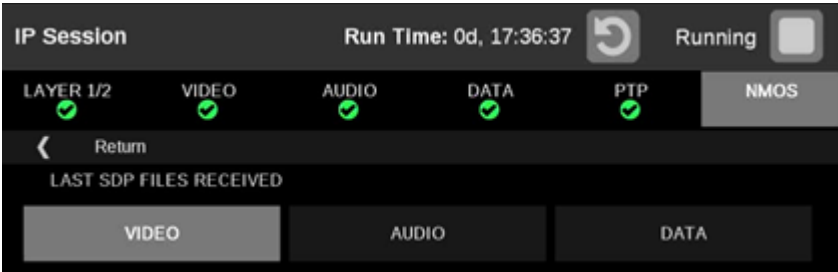 IP Session Run Time: 0d, 17:36:37 Running
LAYER 1/2 VIDEO AUDIO DATA PTP NMOS
Return
LAST SDP FILES RECEIVED
VIDEO AUDIO DATA